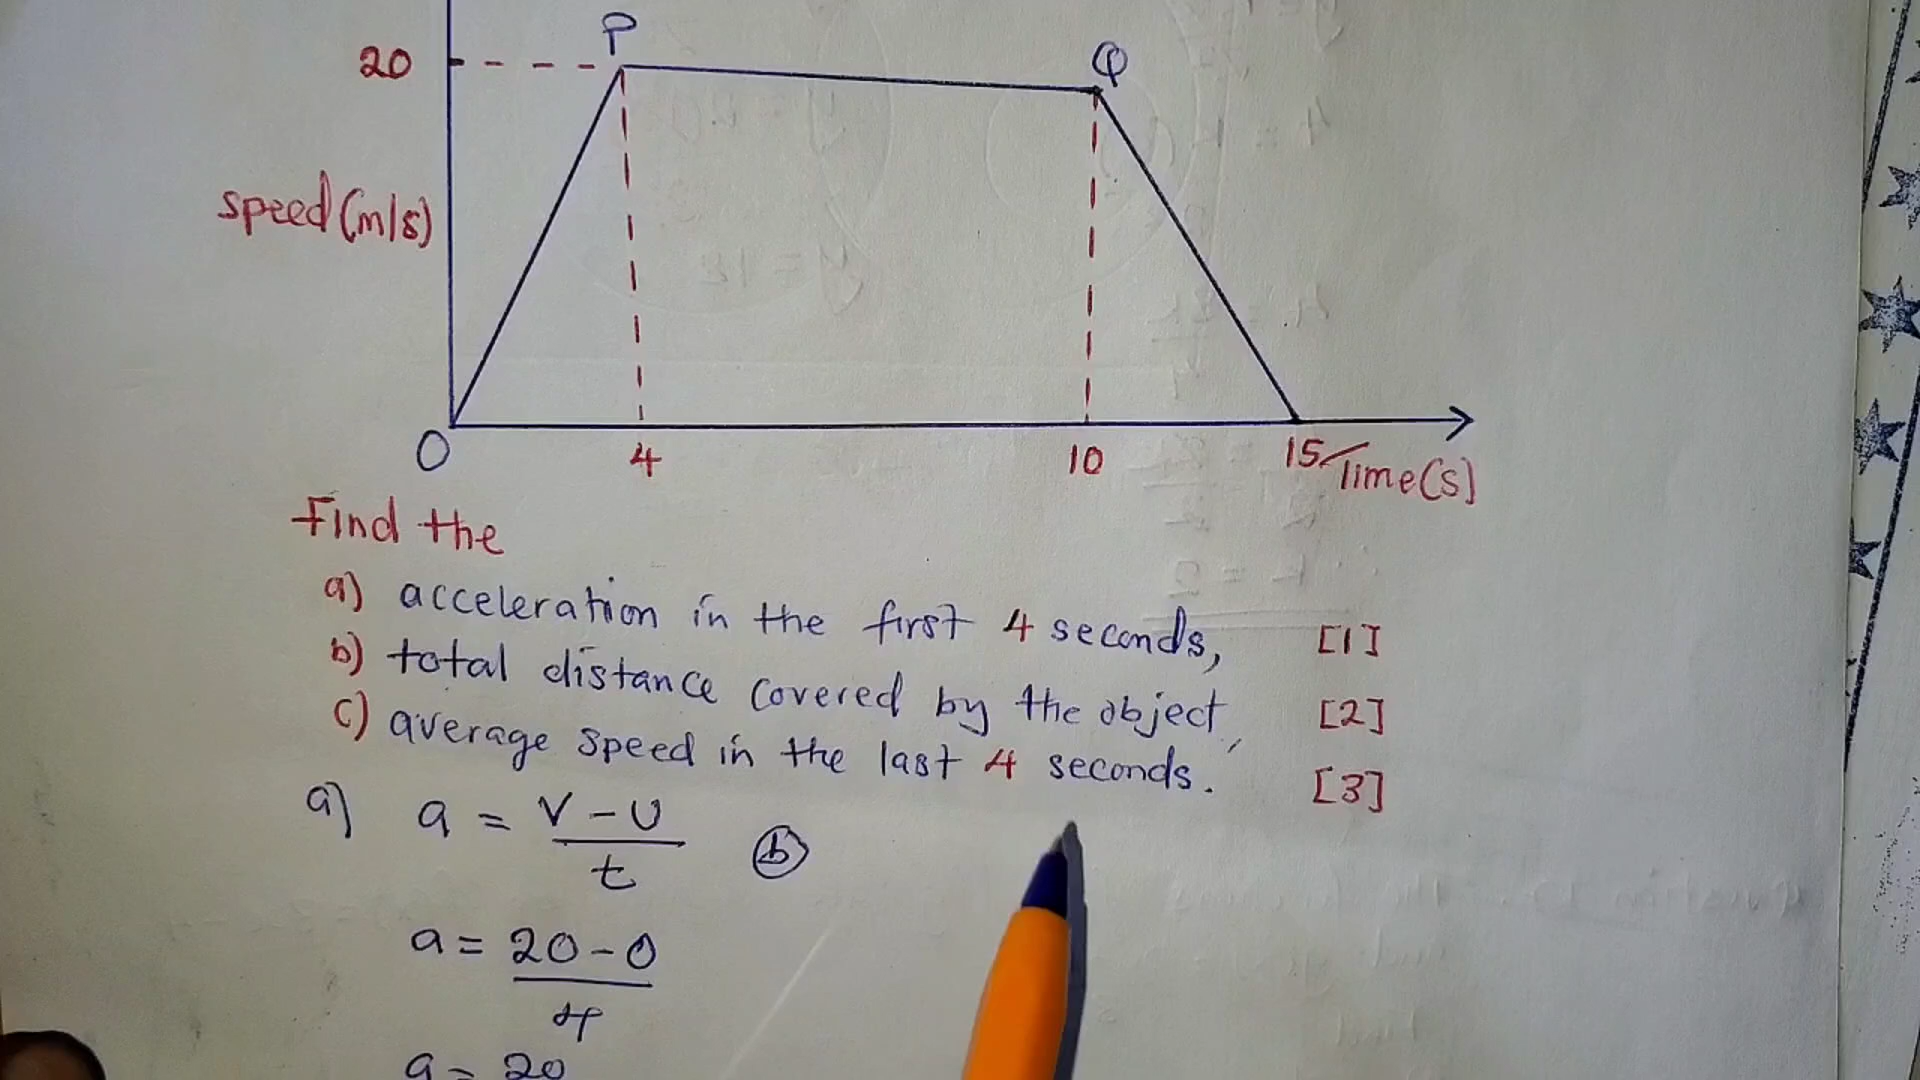 P
Q
20
speed(m/s)
O
4
10
15
Time(s)
Find the
a) acceleration in the first 4 seconds, [1]
b) total distance covered by the object, [2]
c) average speed in the last 4 seconds. [3]
a) a = V - U
t
b
a = 20 - 0
4
a = 20